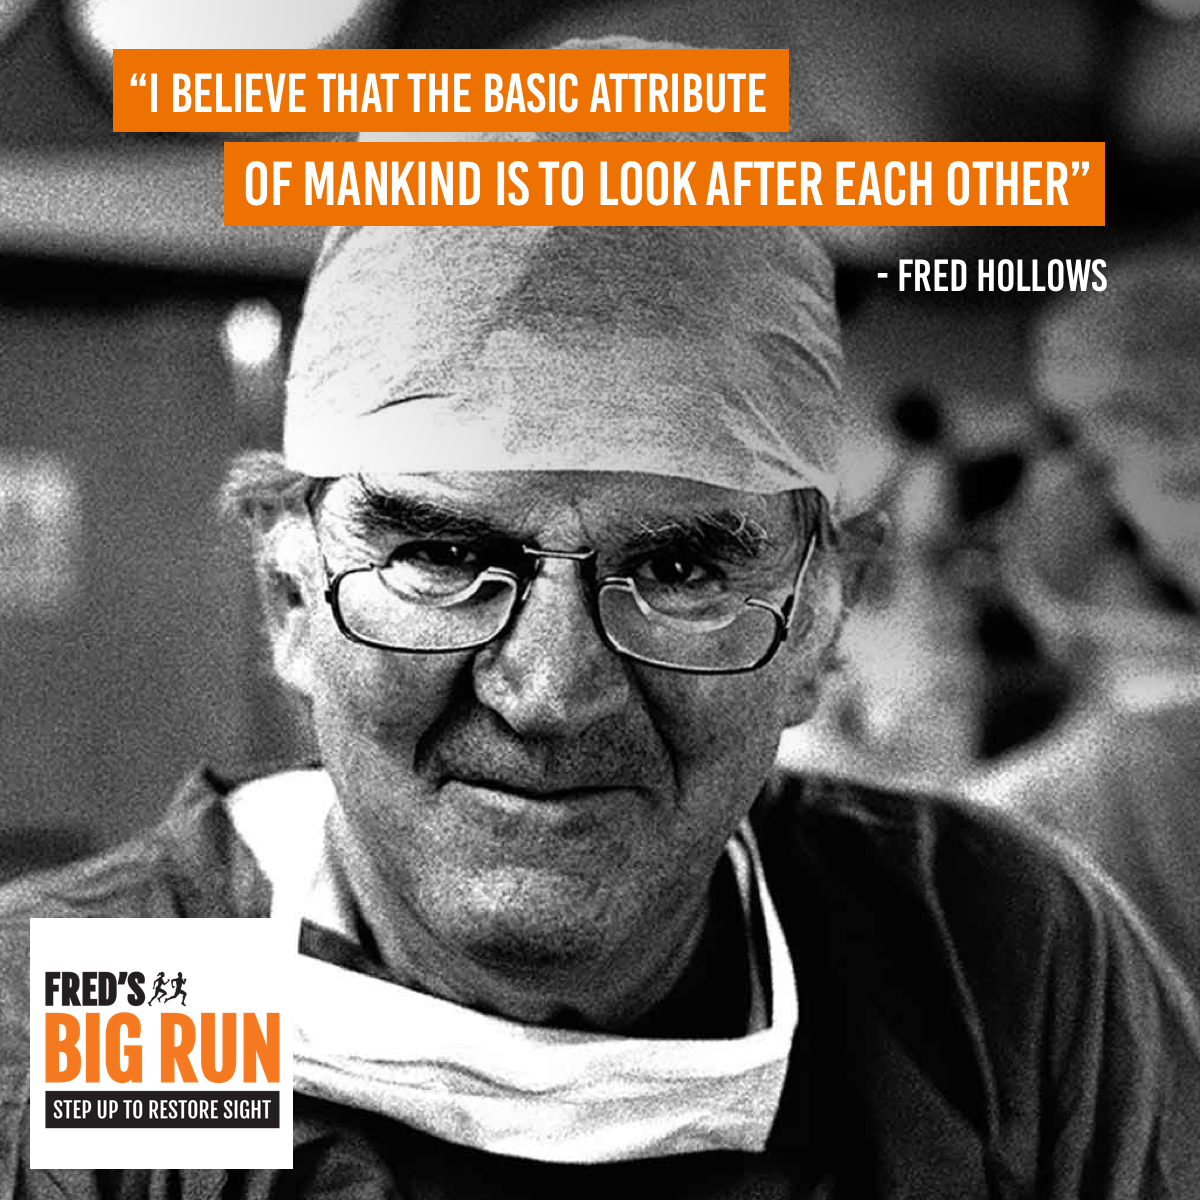 “I BELIEVE THAT THE BASIC ATTRIBUTE
OF MANKIND IS TO LOOK AFTER EACH OTHER”
- FRED HOLLOWS
FRED'S
BIG RUN
STEP UP TO RESTORE SIGHT